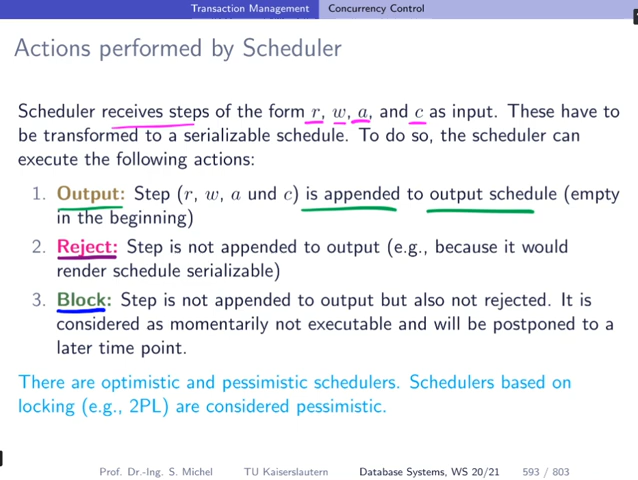 Transaction Management Concurrency Control
Actions performed by Scheduler
Scheduler receives steps of the form r, w, a, and c as input. These have to
be transformed to a serializable schedule. To do so, the scheduler can
execute the following actions:
1. Output: Step (r, w, a und c) is appended to output schedule (empty
in the beginning)
2. Reject: Step is not appended to output (e.g., because it would
render schedule serializable)
3. Block: Step is not appended to output but also not rejected. It is
considered as momentarily not executable and will be postponed to a
later time point.
There are optimistic and pessimistic schedulers. Schedulers based on
locking (e.g., 2PL) are considered pessimistic.
Prof. Dr.-Ing. S. Michel TU Kaiserslautern Database Systems, WS 20/21 593 / 803